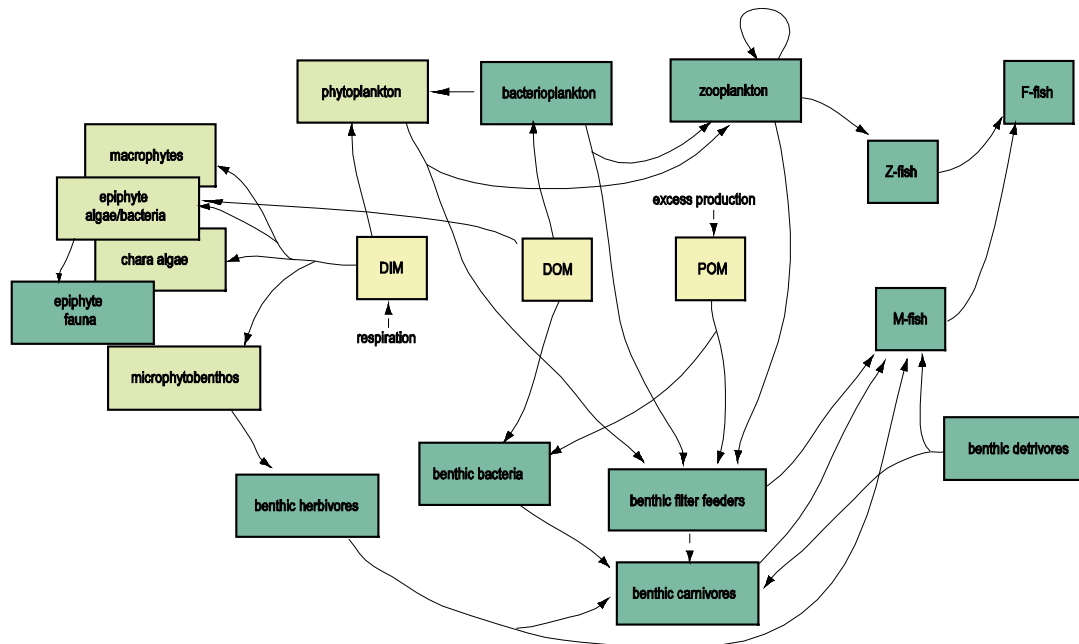 phytoplankton
bacterioplankton
zooplankton
F-fish
macrophytes
Z-fish
epiphyte
algae/bacteria
excess production
chara algae
DIM
DOM
POM
epiphyte
fauna
respiration
M-fish
microphytobenthos
benthic detrivores
benthic bacteria
benthic herbivores
benthic filter feeders
benthic carnivores